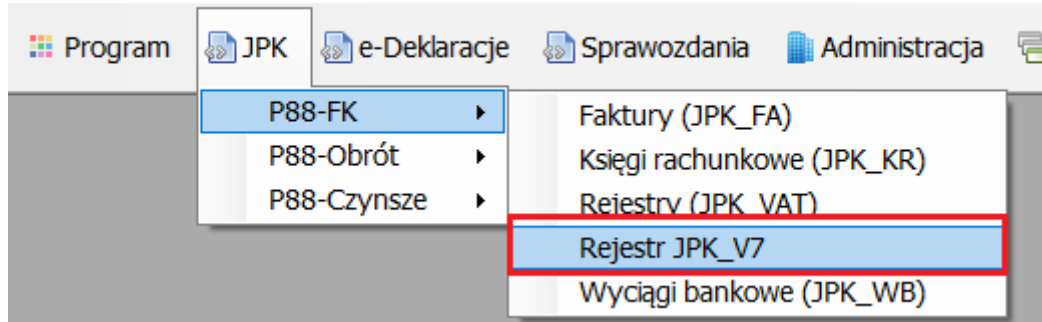 Program JPK e-Deklaracje Sprawozdania Administracja
P88-FK
P88-Obrót
P88-Czynsze
Faktury (JPK_FA)
Księgi rachunkowe (JPK_KR)
Rejestry (JPK_VAT)
Rejestr JPK_V7
Wyciągi bankowe (JPK_WB)